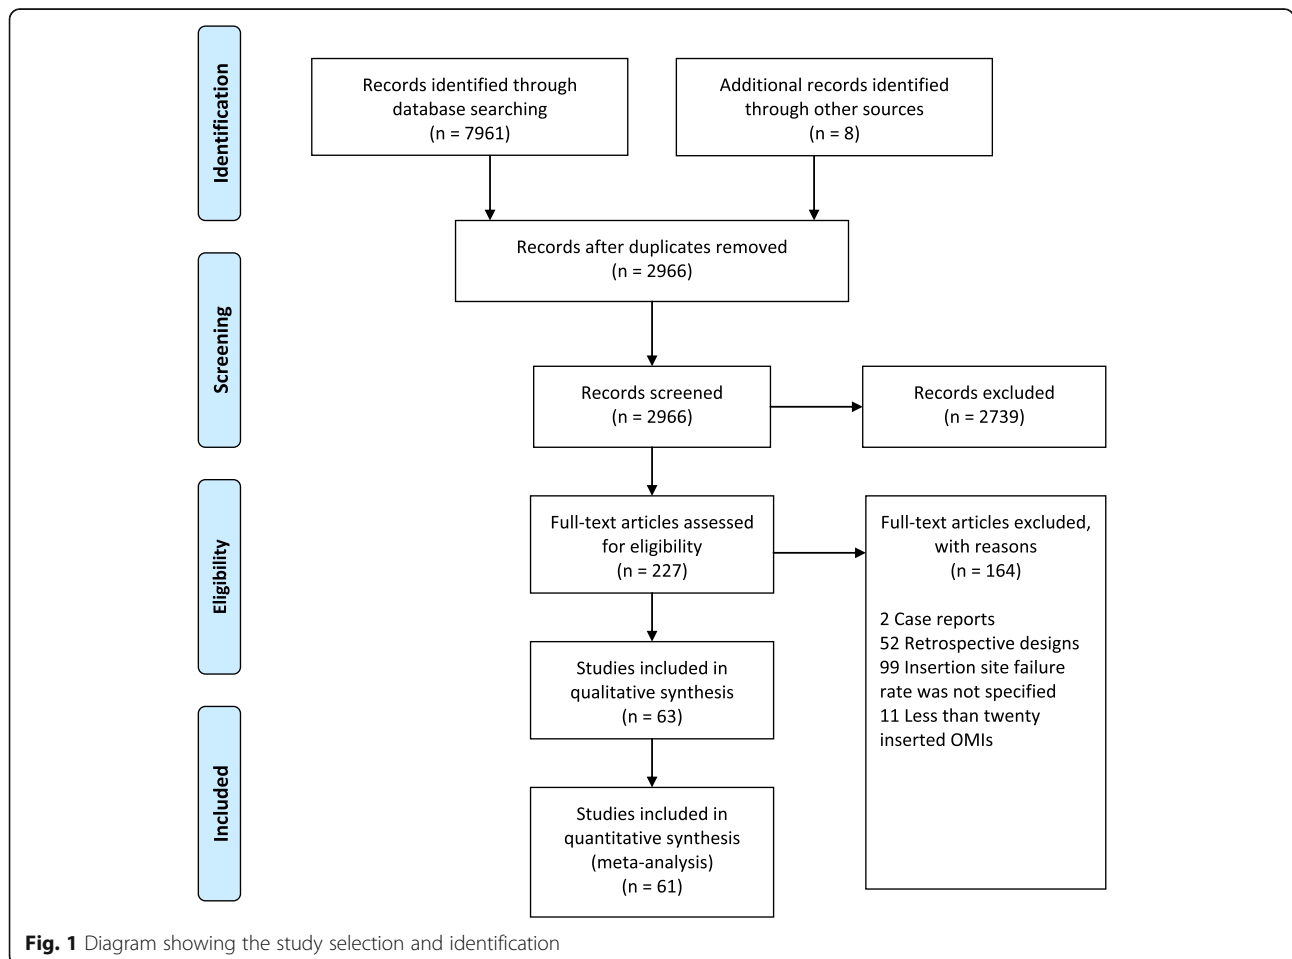 Identification
Records identified through
database searching
(n = 7961)
Additional records identified
through other sources
(n = 8)
Records after duplicates removed
(n = 2966)
Screening
Records screened
(n = 2966)
Records excluded
(n = 2739)
Eligibility
Full-text articles assessed
for eligibility
(n = 227)
Full-text articles excluded,
with reasons
(n = 164)
2 Case reports
52 Retrospective designs
99 Insertion site failure
rate was not specified
11 Less than twenty
inserted OMIs
Studies included in
qualitative synthesis
(n = 63)
Included
Studies included in
quantitative synthesis
(meta-analysis)
(n = 61)
Fig. 1 Diagram showing the study selection and identification